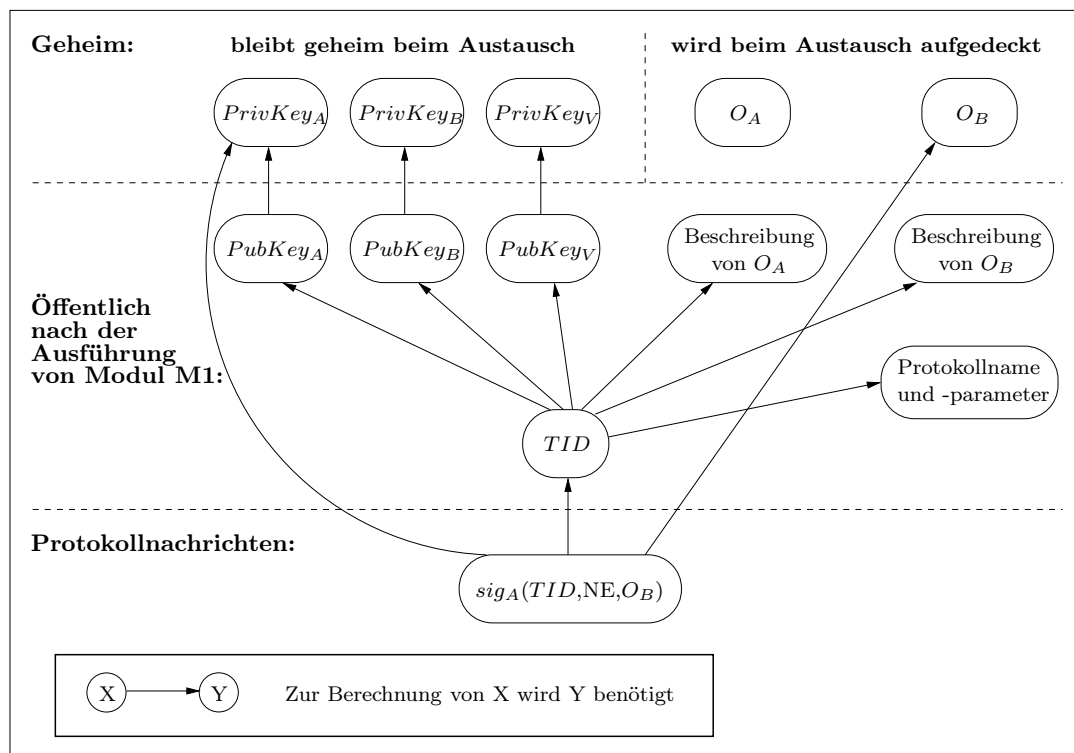 Geheim:
bleibt geheim beim Austausch
wird beim Austausch aufgedeckt
PrivKey_A
PrivKey_B
PrivKey_V
O_A
O_B
PubKey_A
PubKey_B
PubKey_V
Beschreibung
von O_A
Beschreibung
von O_B
Öffentlich
nach der
Ausführung
von Modul M1:
Protokollname
und -parameter
TID
Protokollnachrichten:
sig_A(TID,NE,O_B)
X
Y
Zur Berechnung von X wird Y benötigt